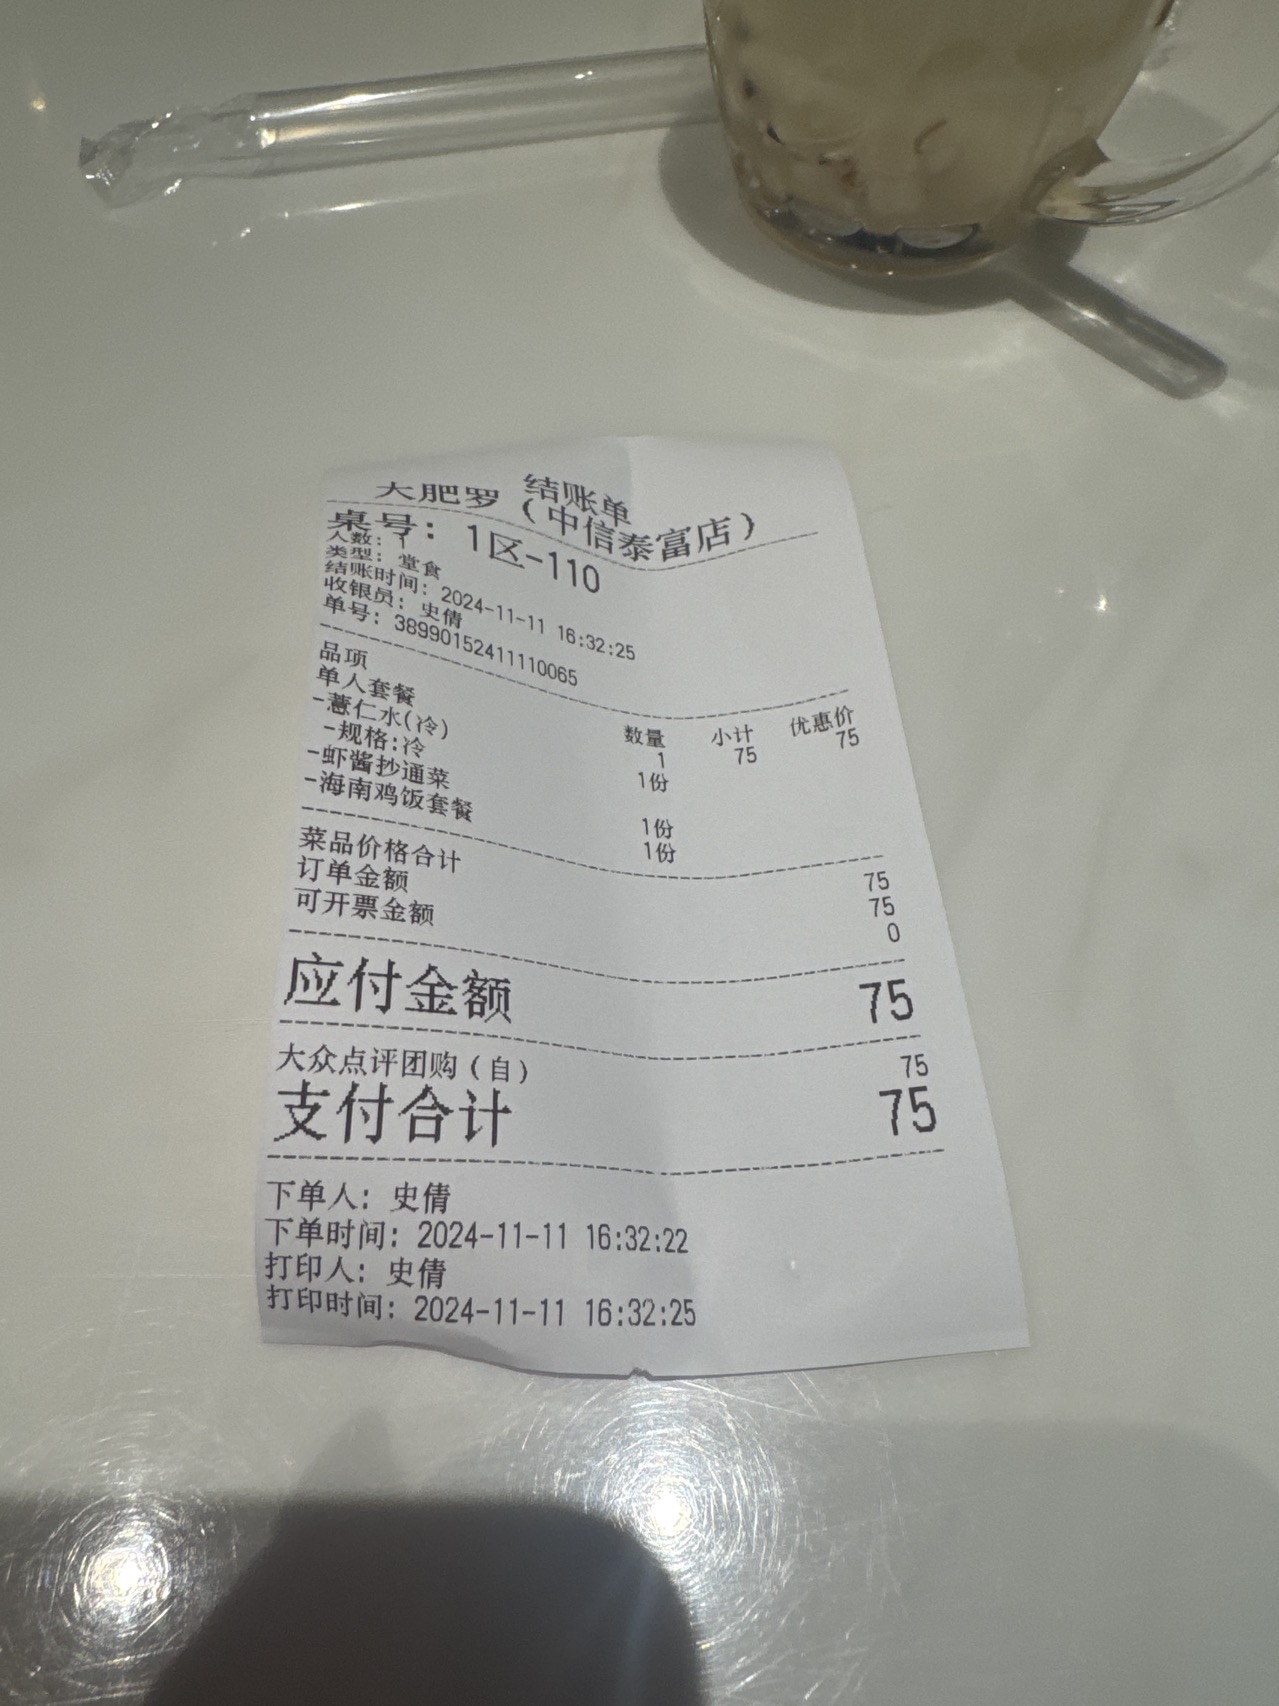 结账单
大肥罗（中信泰富店）
桌号：1区-110
人数：1
类型：堂食
结账时间：2024-11-11 16:32:25
收银员：史倩
单号：38990152411110065
品项 数量 小计 优惠价
单人套餐 1 75 75
-薏仁水(冷) 1份
-规格:冷
-虾酱抄通菜 1份
-海南鸡饭套餐 1份
菜品价格合计 75
订单金额 75
可开票金额 0
应付金额 75
大众点评团购（自） 75
支付合计 75
下单人：史倩
下单时间：2024-11-11 16:32:22
打印人：史倩
打印时间：2024-11-11 16:32:25